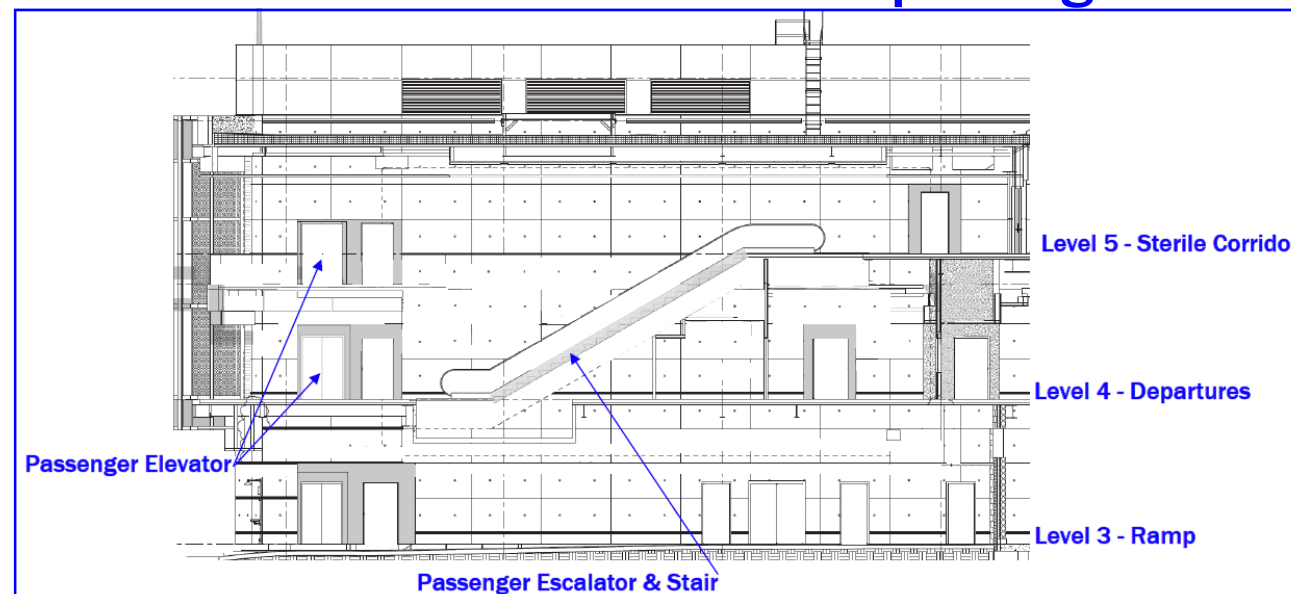 Level 5 - Sterile Corrido
Level 4 - Departures
Passenger Elevator
Level 3 - Ramp
Passenger Escalator & Stair